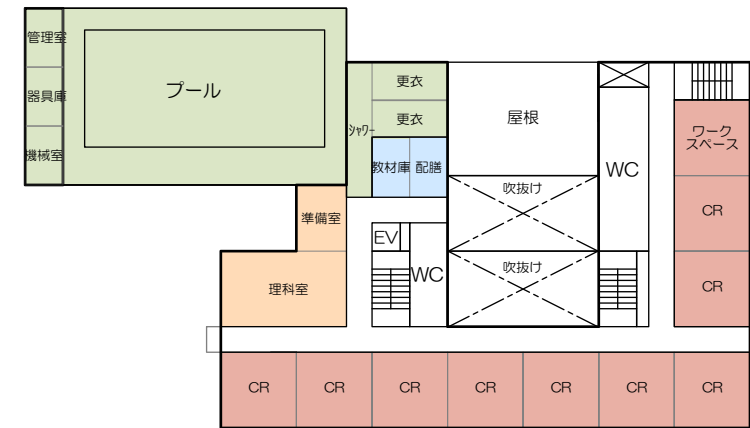 管理室
器具庫
機械室
プール
シャワー
更衣
更衣
教材庫
配膳
屋根
吹抜け
吹抜け
WC
ワーク
スペース
CR
CR
準備室
理科室
EV
WC
CR
CR
CR
CR
CR
CR
CR